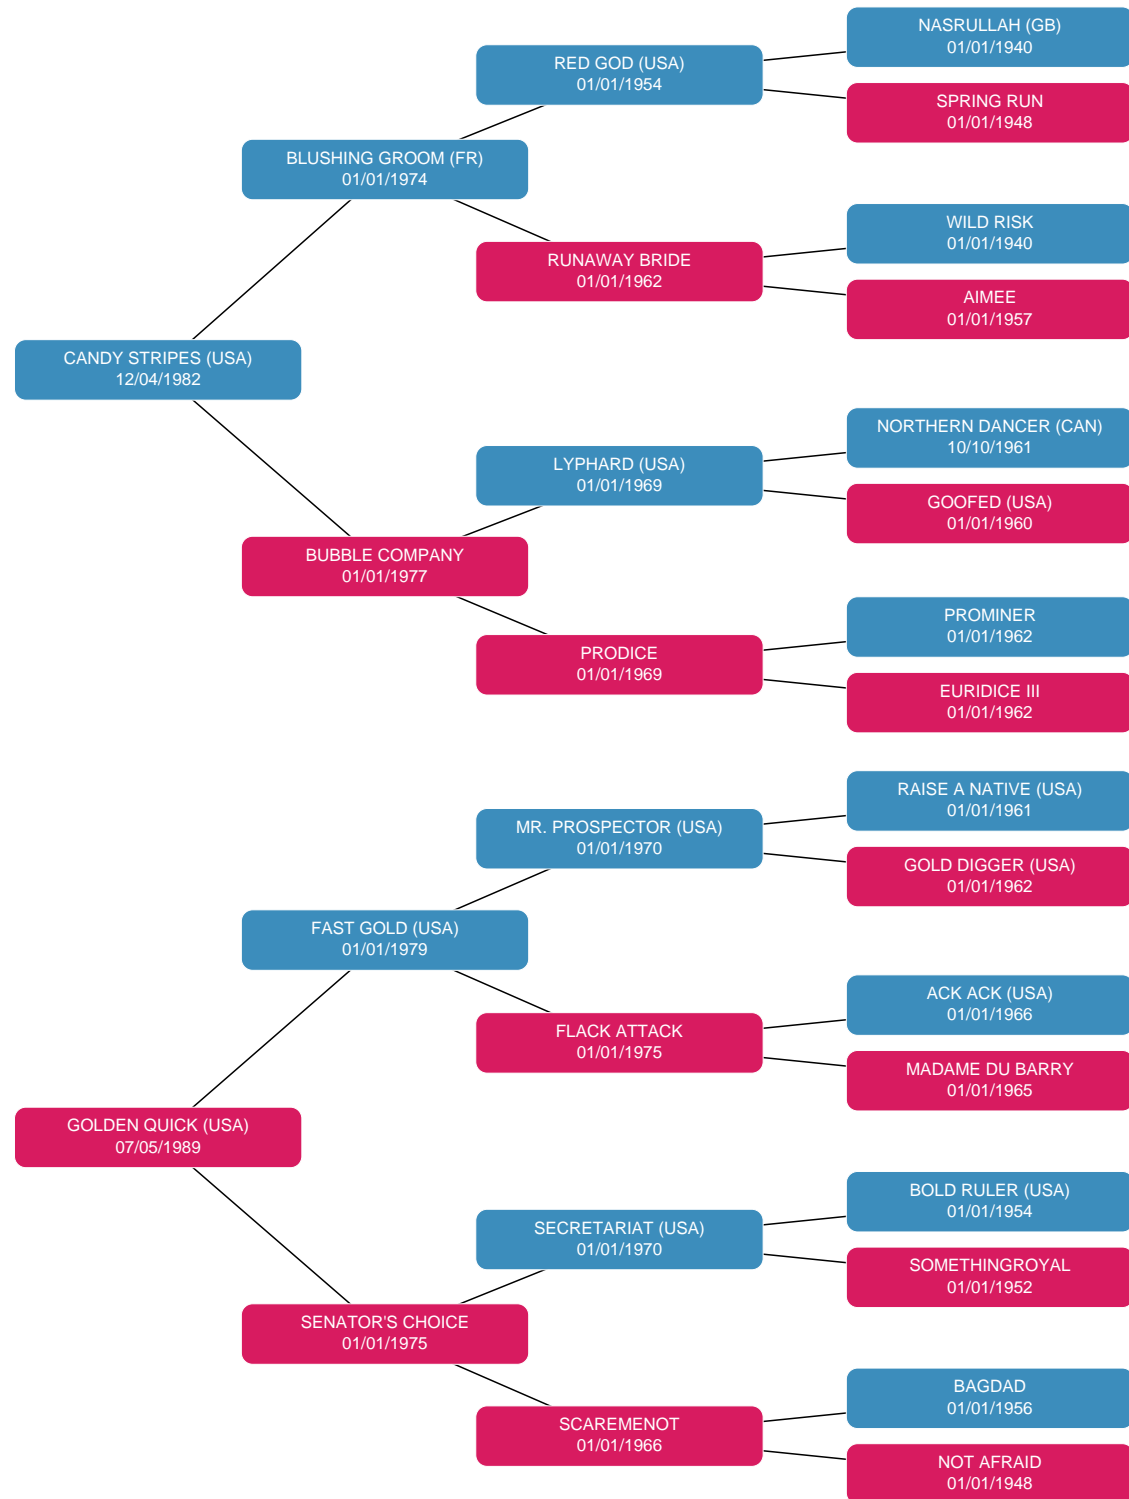 NASRULLAH (GB)
01/01/1940
RED GOD (USA)
01/01/1954
SPRING RUN
01/01/1948
BLUSHING GROOM (FR)
01/01/1974
WILD RISK
01/01/1940
RUNAWAY BRIDE
01/01/1962
AIMEE
01/01/1957
CANDY STRIPES (USA)
12/04/1982
NORTHERN DANCER (CAN)
10/10/1961
LYPHARD (USA)
01/01/1969
GOOFED (USA)
01/01/1960
BUBBLE COMPANY
01/01/1977
PROMINER
01/01/1962
PRODICE
01/01/1969
EURIDICE III
01/01/1962
RAISE A NATIVE (USA)
01/01/1961
MR. PROSPECTOR (USA)
01/01/1970
GOLD DIGGER (USA)
01/01/1962
FAST GOLD (USA)
01/01/1979
ACK ACK (USA)
01/01/1966
FLACK ATTACK
01/01/1975
MADAME DU BARRY
01/01/1965
GOLDEN QUICK (USA)
07/05/1989
BOLD RULER (USA)
01/01/1954
SECRETARIAT (USA)
01/01/1970
SOMETHINGROYAL
01/01/1952
SENATOR'S CHOICE
01/01/1975
BAGDAD
01/01/1956
SCAREMENOT
01/01/1966
NOT AFRAID
01/01/1948